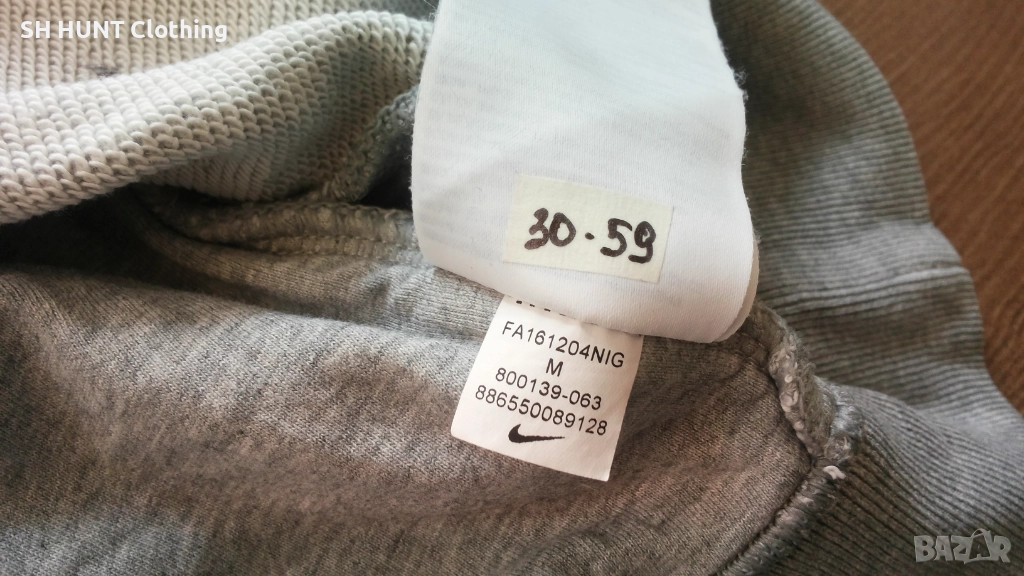 SH HUNT Clothing
30.59
FA161204NIG
M
800139-063
886550089128
BAZAR